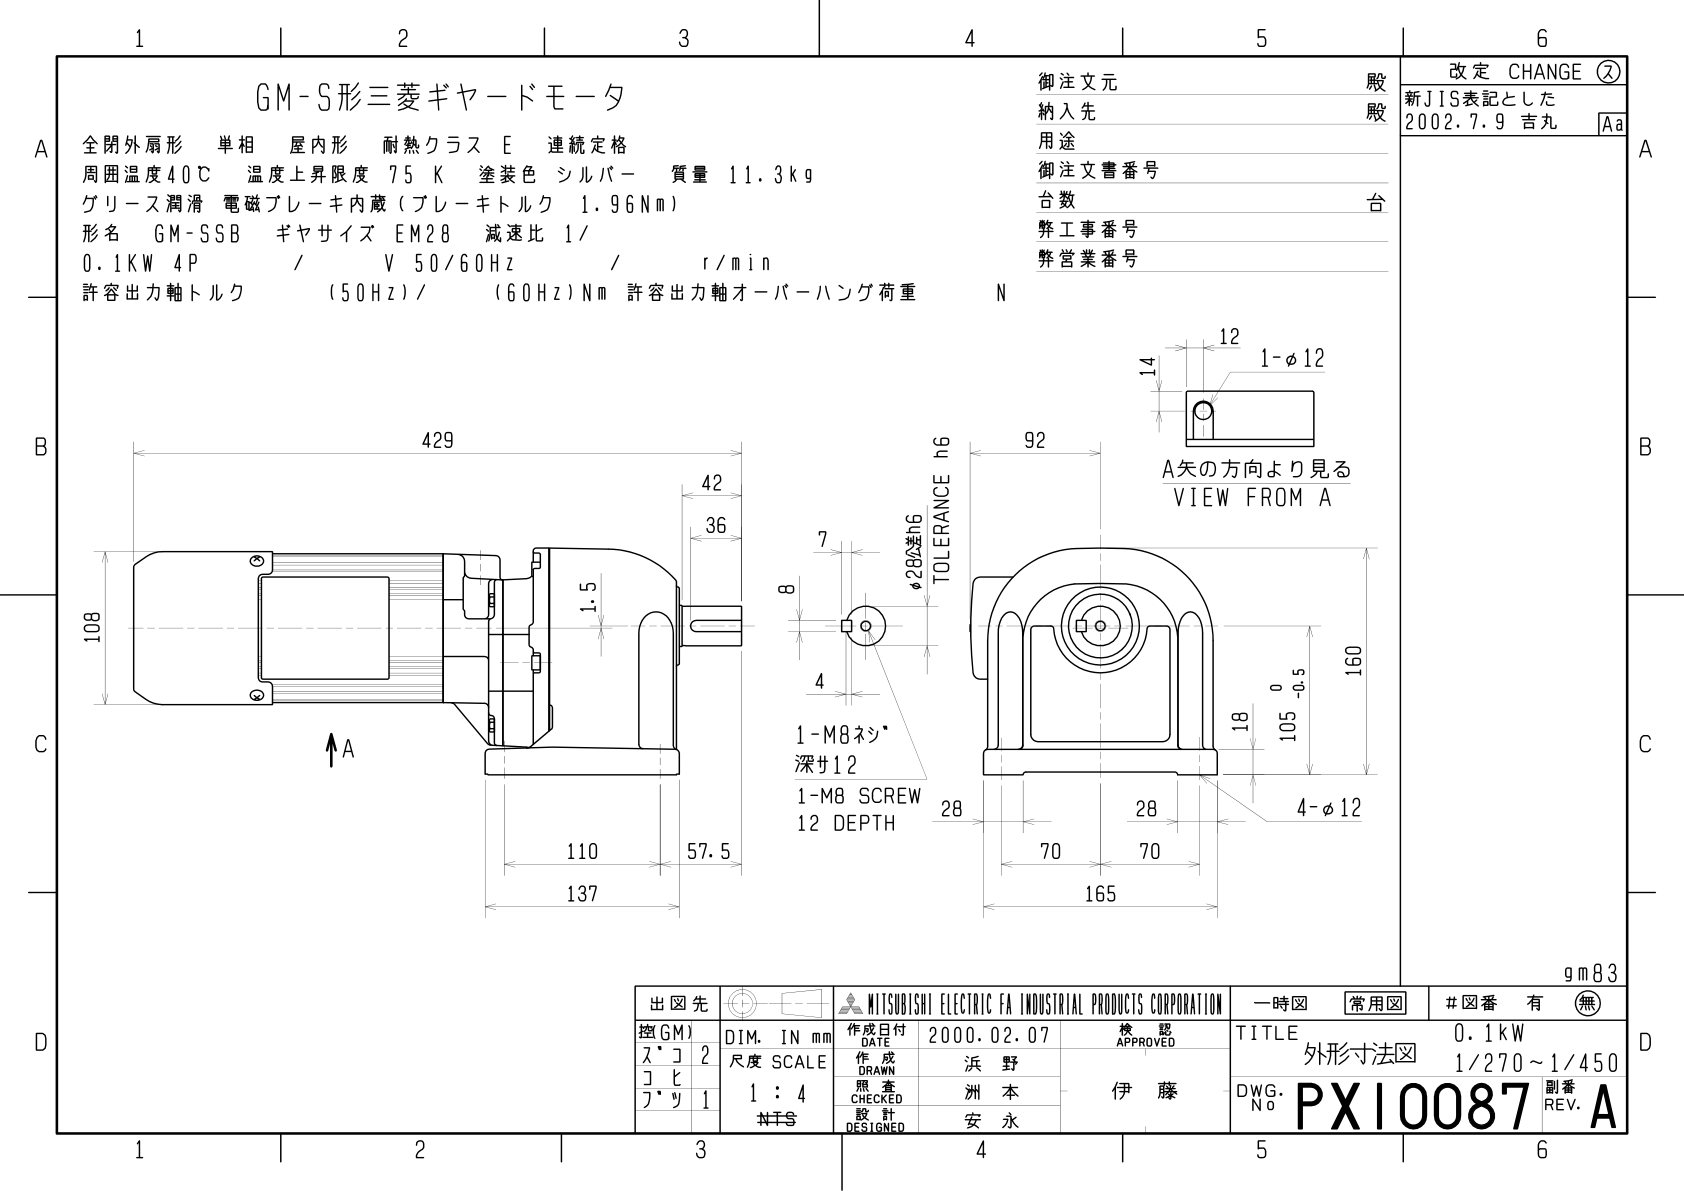 1 2 3 4 5 6
A A
B B
C C
D D
GM-S形三菱ギヤードモータ
全閉外扇形 単相 屋内形 耐熱クラス E 連続定格
周囲温度40℃ 温度上昇限度 75 K 塗装色 シルバー 質量 11.3kg
グリース潤滑 電磁ブレーキ内蔵(ブレーキトルク 1.96Nm)
形名 GM-SSB ギヤサイズ EM28 減速比 1/
0.1KW 4P / V 50/60Hz / r/min
許容出力軸トルク (50Hz)/ (60Hz)Nm 許容出力軸オーバーハング荷重 N
御注文元 殿
納入先 殿
用途
御注文書番号
台数 台
弊工事番号
弊営業番号
改定 CHANGE ス
新JIS表記とした
2002.7.9 吉丸 Aa
12
1-φ12
14
A矢の方向より見る
VIEW FROM A
429
42
36
1.5
108
A
110
57.5
137
7
8
4
φ28公差h6
TOLERANCE h6
1-M8ネジ
深サ12
1-M8 SCREW
12 DEPTH
92
160
105 0 -0.5
18
28
28
4-φ12
70
70
165
gm83
出図先
控(GM)
ズコ 2
コヒ
ブツ 1
DIM. IN mm
尺度 SCALE
1 : 4
NTS
MITSUBISHI ELECTRIC FA INDUSTRIAL PRODUCTS CORPORATION
作成日付 DATE 2000.02.07
作成 DRAWN 浜野
照査 CHECKED 洲本
設計 DESIGNED 安永
検認 APPROVED
伊藤
一時図 常用図 #図番 有 無
TITLE 0.1kW
外形寸法図 1/270~1/450
DWG. No PX10087 副番 REV. A
1 2 3 4 5 6